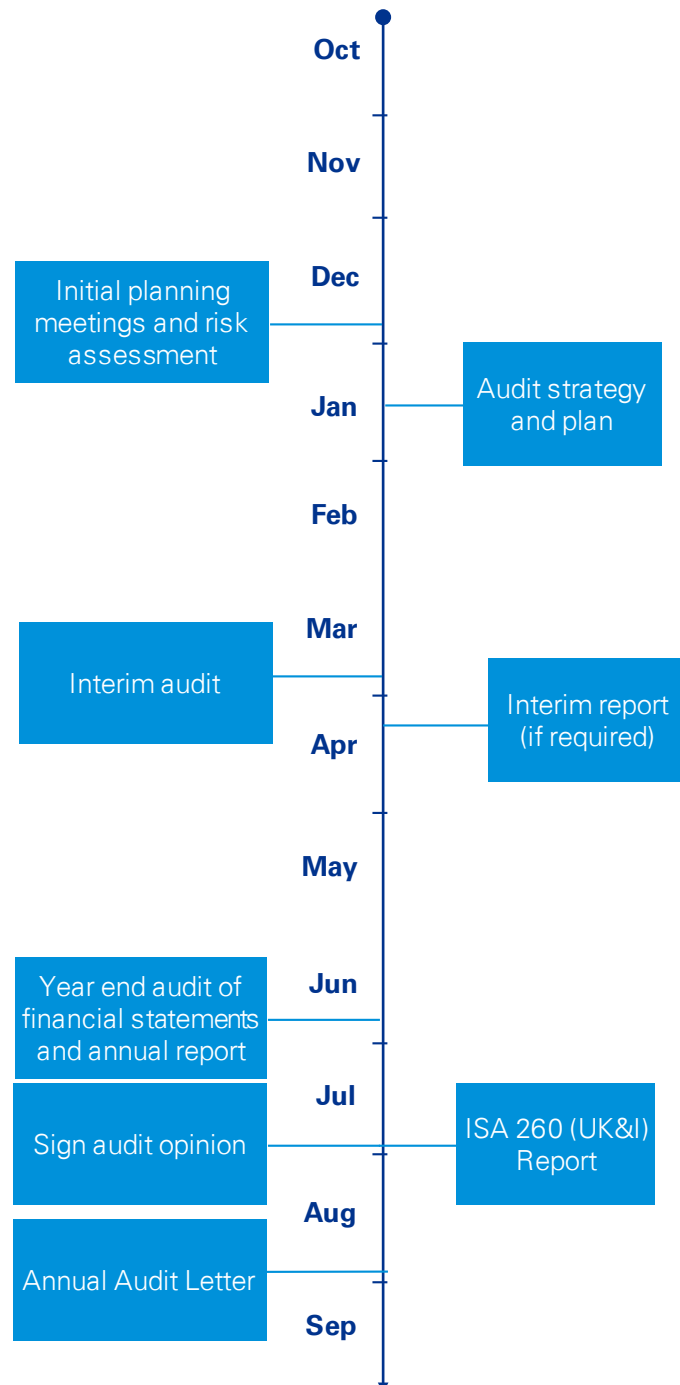 Oct
Nov
Dec
Initial planning
meetings and risk
assessment
Jan
Audit strategy
and plan
Feb
Mar
Interim audit
Interim report
(if required)
Apr
May
Jun
Year end audit of
financial statements
and annual report
Jul
Sign audit opinion
ISA 260 (UK&I)
Report
Aug
Annual Audit Letter
Sep